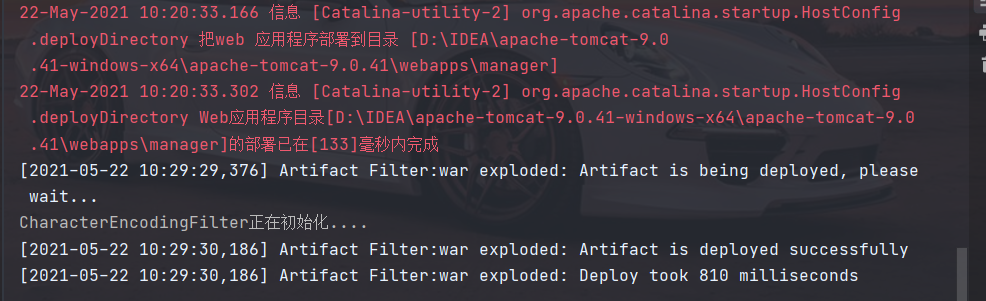 22-May-2021 10:20:33.166 信息 [Catalina-utility-2] org.apache.catalina.startup.HostConfig
.deployDirectory 把web 应用程序部署到目录 [D:\IDEA\apache-tomcat-9.0
.41-windows-x64\apache-tomcat-9.0.41\webapps\manager]
22-May-2021 10:20:33.302 信息 [Catalina-utility-2] org.apache.catalina.startup.HostConfig
.deployDirectory Web应用程序目录[D:\IDEA\apache-tomcat-9.0.41-windows-x64\apache-tomcat-9.0
.41\webapps\manager]的部署已在[133]毫秒内完成
[2021-05-22 10:29:29,376] Artifact Filter:war exploded: Artifact is being deployed, please
wait...
CharacterEncodingFilter正在初始化....
[2021-05-22 10:29:30,186] Artifact Filter:war exploded: Artifact is deployed successfully
[2021-05-22 10:29:30,186] Artifact Filter:war exploded: Deploy took 810 milliseconds